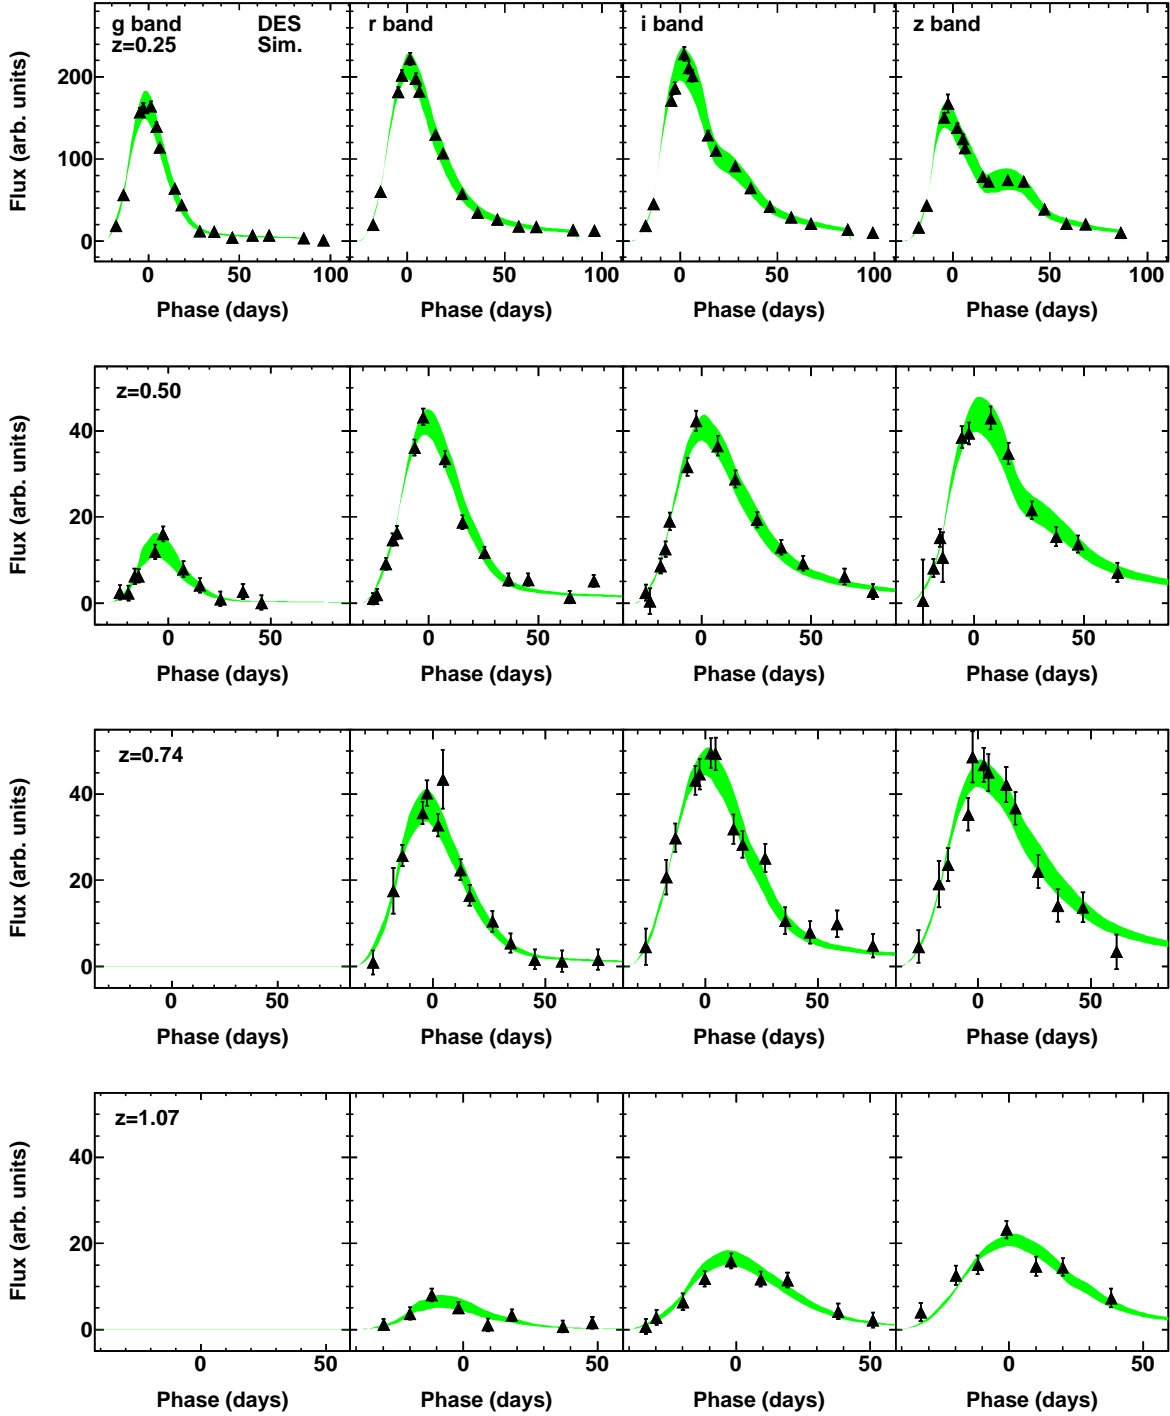 g band DES r band i band z band
z=0.25 Sim.
Flux (arb. units)
200
100
0
0 50 100 0 50 100 0 50 100 0 50 100
Phase (days) Phase (days) Phase (days) Phase (days)
z=0.50
Flux (arb. units)
40
20
0
0 50 0 50 0 50 0 50
Phase (days) Phase (days) Phase (days) Phase (days)
z=0.74
Flux (arb. units)
40
20
0
0 50 0 50 0 50 0 50
Phase (days) Phase (days) Phase (days) Phase (days)
z=1.07
Flux (arb. units)
40
20
0
0 50 0 50 0 50 0 50
Phase (days) Phase (days) Phase (days) Phase (days)